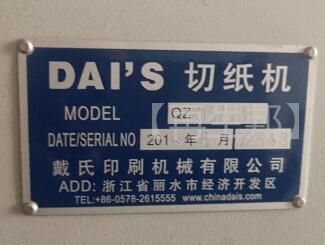 DAI'S 切纸机
MODEL QZ
DATE/SERIAL NO 201 年 月
戴氏印刷机械有限公司
ADD: 浙江省丽水市经济开发区
TEL:+86-0578-2615555 www.chinadais.com